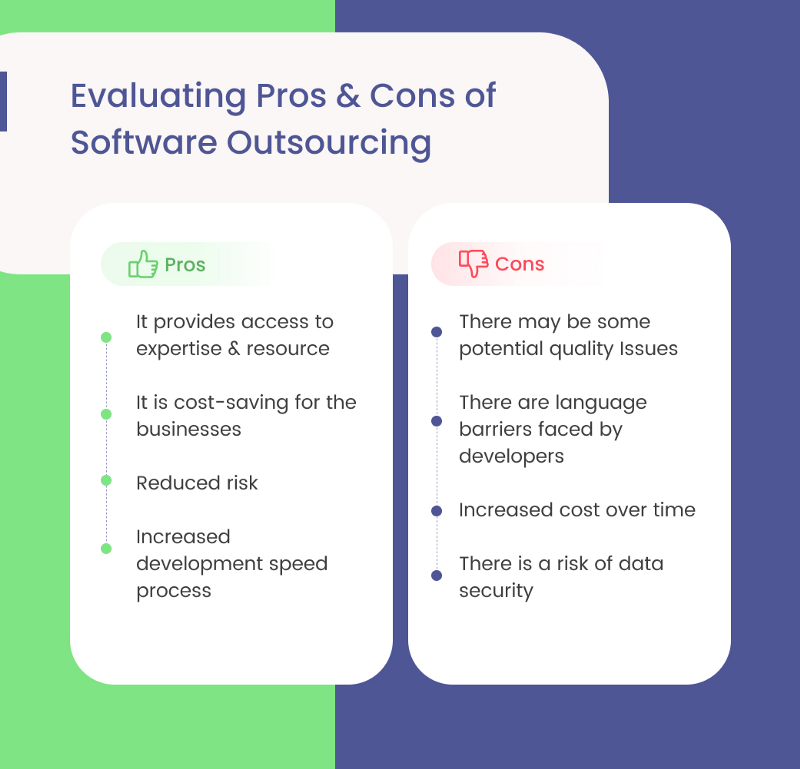 Evaluating Pros & Cons of
Software Outsourcing
Pros
It provides access to
expertise & resource
It is cost-saving for the
businesses
Reduced risk
Increased
development speed
process
Cons
There may be some
potential quality Issues
There are language
barriers faced by
developers
Increased cost over time
There is a risk of data
security